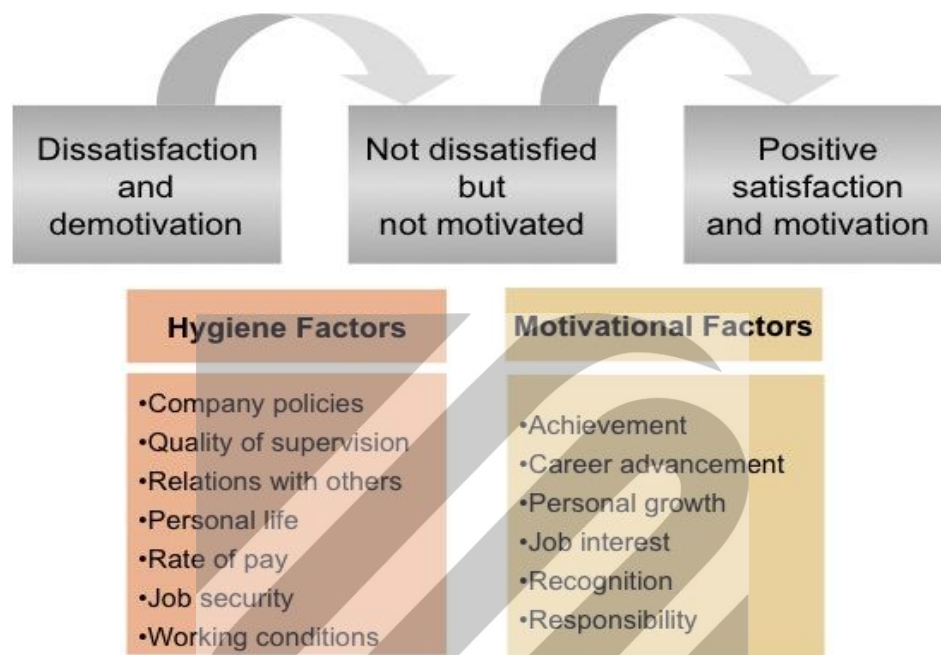 Dissatisfaction
and
demotivation
Not dissatisfied
but
not motivated
Positive
satisfaction
and motivation
Hygiene Factors
•Company policies
•Quality of supervision
•Relations with others
•Personal life
•Rate of pay
•Job security
•Working conditions
Motivational Factors
•Achievement
•Career advancement
•Personal growth
•Job interest
•Recognition
•Responsibility